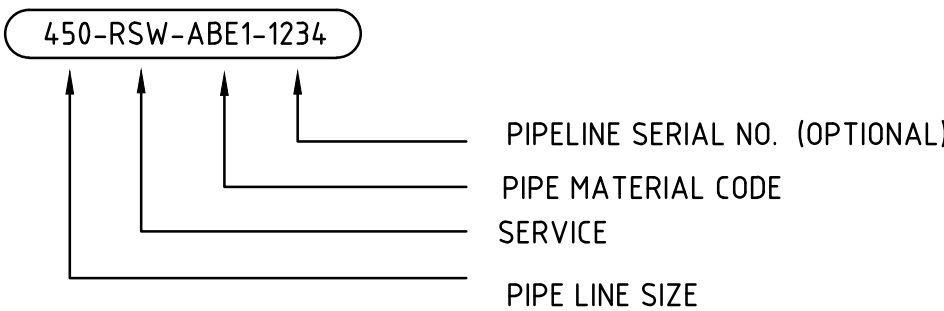 450-RSW-ABE1-1234
PIPELINE SERIAL NO. (OPTIONAL)
PIPE MATERIAL CODE
SERVICE
PIPE LINE SIZE